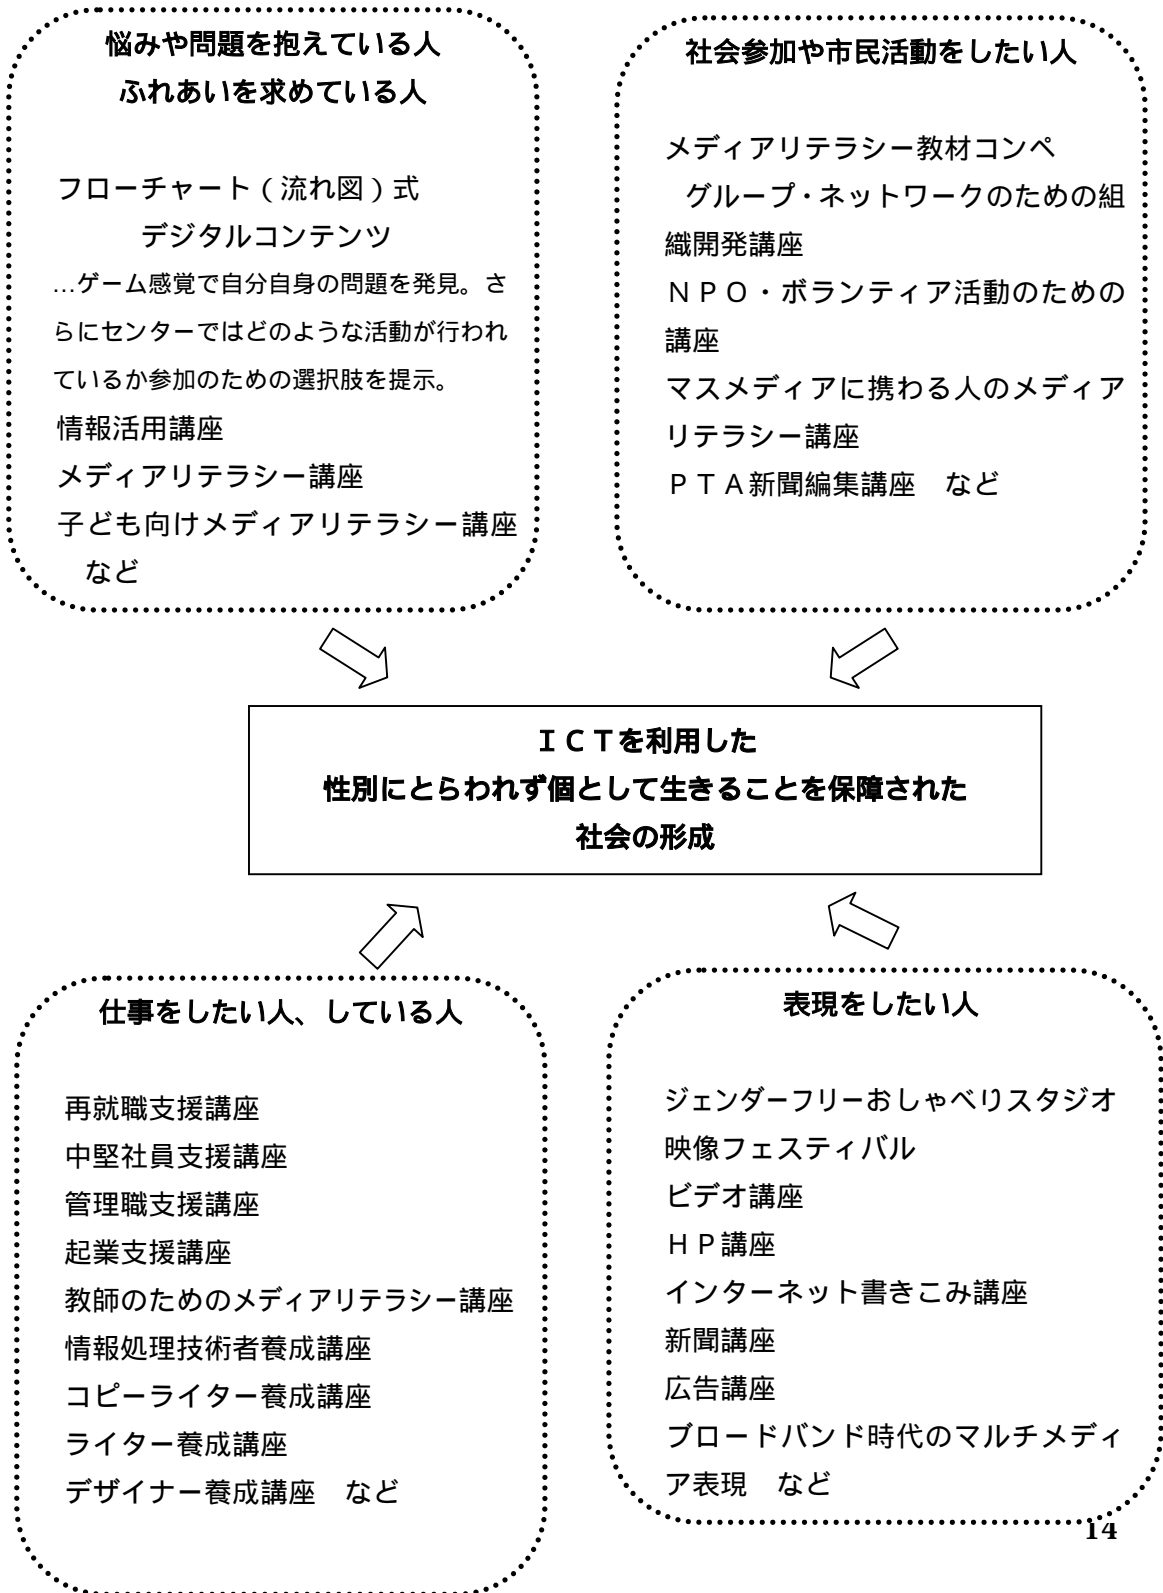 悩みや問題を抱えている人
ふれあいを求めている人
フローチャート（流れ図）式
デジタルコンテンツ
…ゲーム感覚で自分自身の問題を発見。さ
らにセンターではどのような活動が行われ
ているか参加のための選択肢を提示。
情報活用講座
メディアリテラシー講座
子ども向けメディアリテラシー講座
など
社会参加や市民活動をしたい人
メディアリテラシー教材コンペ
グループ・ネットワークのための組
織開発講座
ＮＰＯ・ボランティア活動のための
講座
マスメディアに携わる人のメディア
リテラシー講座
ＰＴＡ新聞編集講座　など
ＩＣＴを利用した
性別にとらわれず個として生きることを保障された
社会の形成
仕事をしたい人、している人
再就職支援講座
中堅社員支援講座
管理職支援講座
起業支援講座
教師のためのメディアリテラシー講座
情報処理技術者養成講座
コピーライター養成講座
ライター養成講座
デザイナー養成講座　など
表現をしたい人
ジェンダーフリーおしゃべりスタジオ
映像フェスティバル
ビデオ講座
ＨＰ講座
インターネット書きこみ講座
新聞講座
広告講座
ブロードバンド時代のマルチメディ
ア表現　など
14